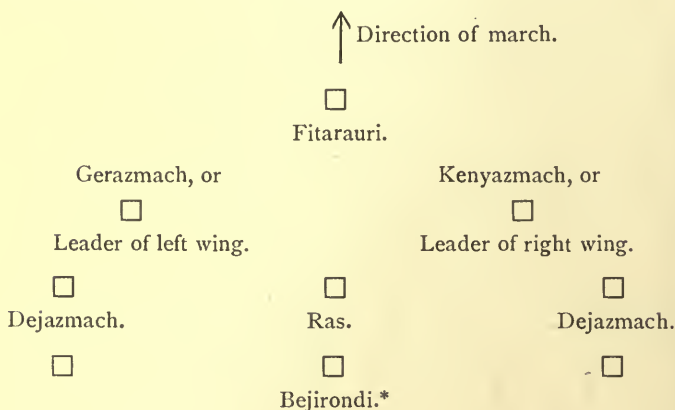 Direction of march.
Fitarauri.
Gerazmach, or Kenyazmach, or
Leader of left wing. Leader of right wing.
Dejazmach. Ras. Dejazmach.
Bejirondi.*